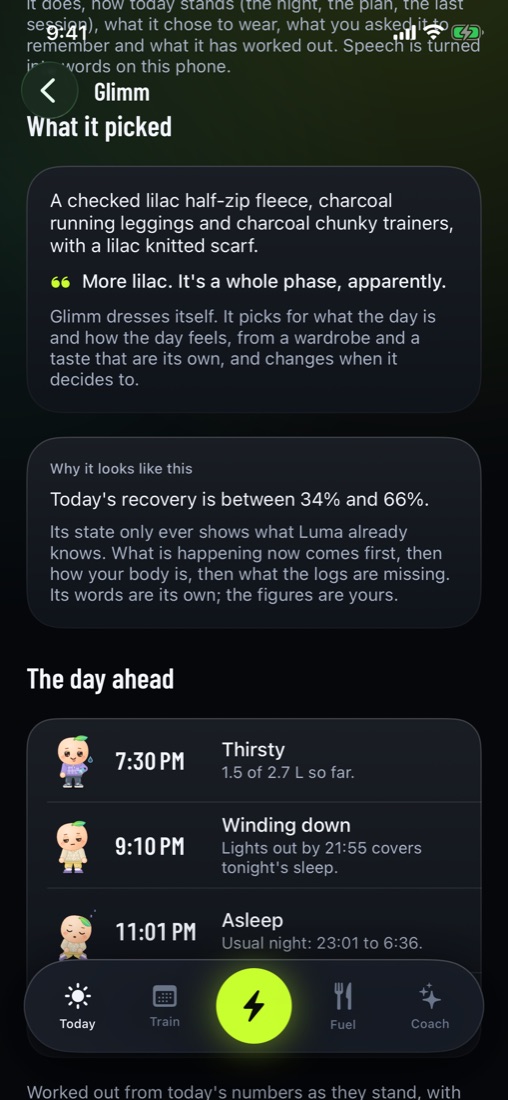 it does, how today stands (the night, the plan, the last
session), what it chose to wear, what you asked it to
9:41
remember and what it has worked out. Speech is turned
into words on this phone.
Glimm
What it picked
A checked lilac half-zip fleece, charcoal
running leggings and charcoal chunky trainers,
with a lilac knitted scarf.
More lilac. It's a whole phase, apparently.
Glimm dresses itself. It picks for what the day is
and how the day feels, from a wardrobe and a
taste that are its own, and changes when it
decides to.
Why it looks like this
Today's recovery is between 34% and 66%.
Its state only ever shows what Luma already
knows. What is happening now comes first, then
how your body is, then what the logs are missing.
Its words are its own; the figures are yours.
The day ahead
7:30 PM
Thirsty
1.5 of 2.7 L so far.
9:10 PM
Winding down
Lights out by 21:55 covers
tonight's sleep.
11:01 PM
Asleep
Usual night: 23:01 to 6:36.
Today
Train
Fuel
Coach
Worked out from today's numbers as they stand, with